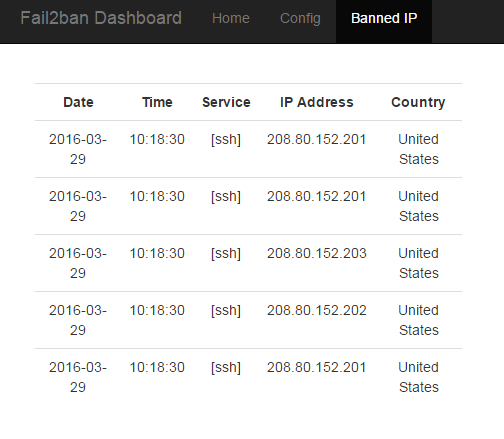 Fail2ban Dashboard Home Config Banned IP
Date Time Service IP Address Country
2016-03- 10:18:30 [ssh] 208.80.152.201 United
29 States
2016-03- 10:18:30 [ssh] 208.80.152.201 United
29 States
2016-03- 10:18:30 [ssh] 208.80.152.203 United
29 States
2016-03- 10:18:30 [ssh] 208.80.152.202 United
29 States
2016-03- 10:18:30 [ssh] 208.80.152.201 United
29 States